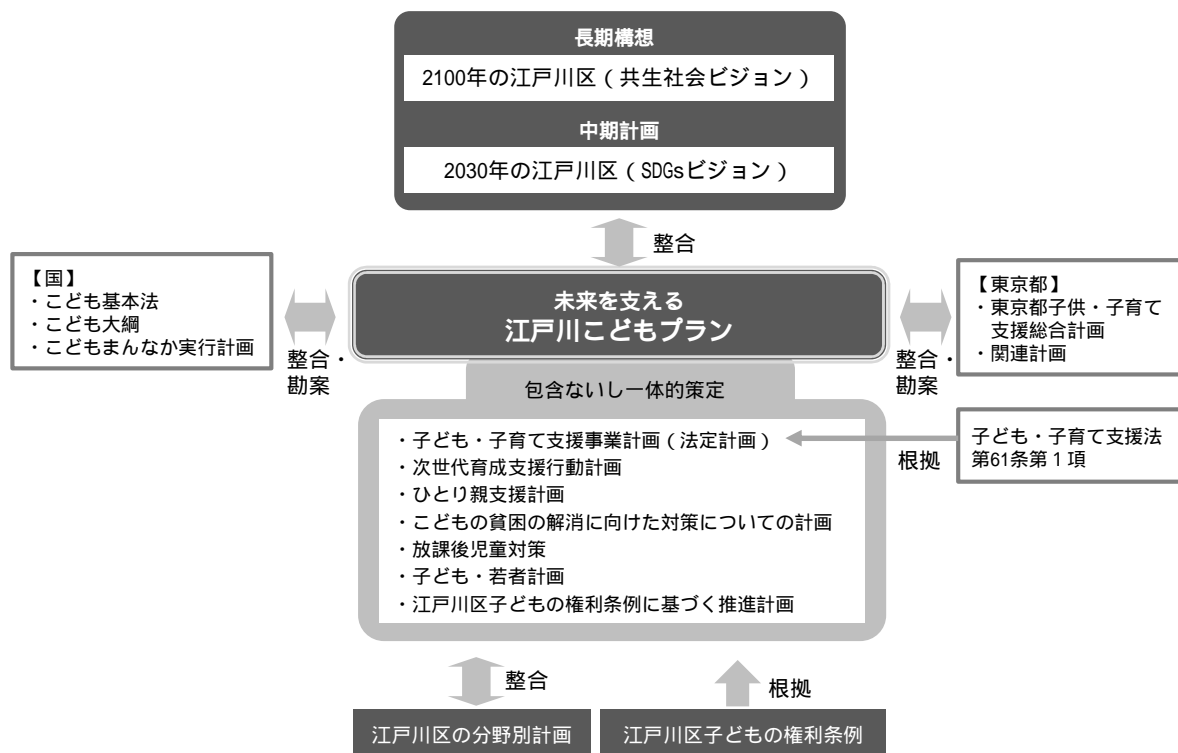 長期構想
2100年の江戸川区（共生社会ビジョン）
中期計画
2030年の江戸川区（SDGsビジョン）
整合
【国】
・こども基本法
・こども大綱
・こどもまんなか実行計画
整合・
勘案
未来を支える
江戸川こどもプラン
【東京都】
・東京都子供・子育て
支援総合計画
・関連計画
整合・
勘案
包含ないし一体的策定
・子ども・子育て支援事業計画（法定計画）
・次世代育成支援行動計画
・ひとり親支援計画
・こどもの貧困の解消に向けた対策についての計画
・放課後児童対策
・子ども・若者計画
・江戸川区子どもの権利条例に基づく推進計画
根拠
子ども・子育て支援法
第61条第１項
整合
根拠
江戸川区の分野別計画
江戸川区子どもの権利条例